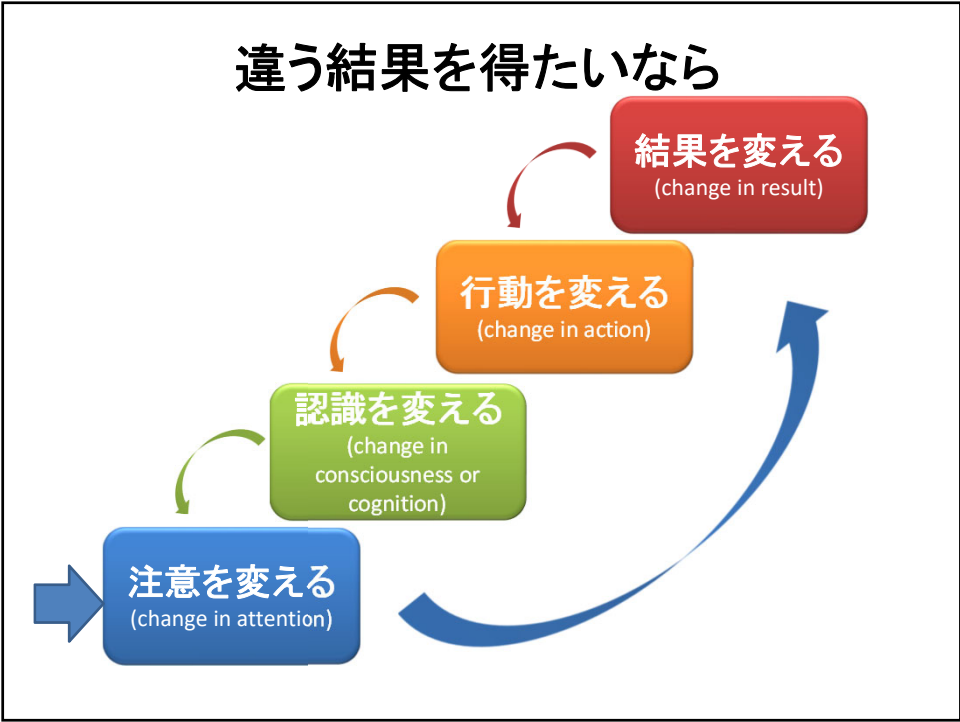 違う結果を得たいなら
結果を変える
(change in result)
行動を変える
(change in action)
認識を変える
(change in
consciousness or
cognition)
注意を変える
(change in attention)